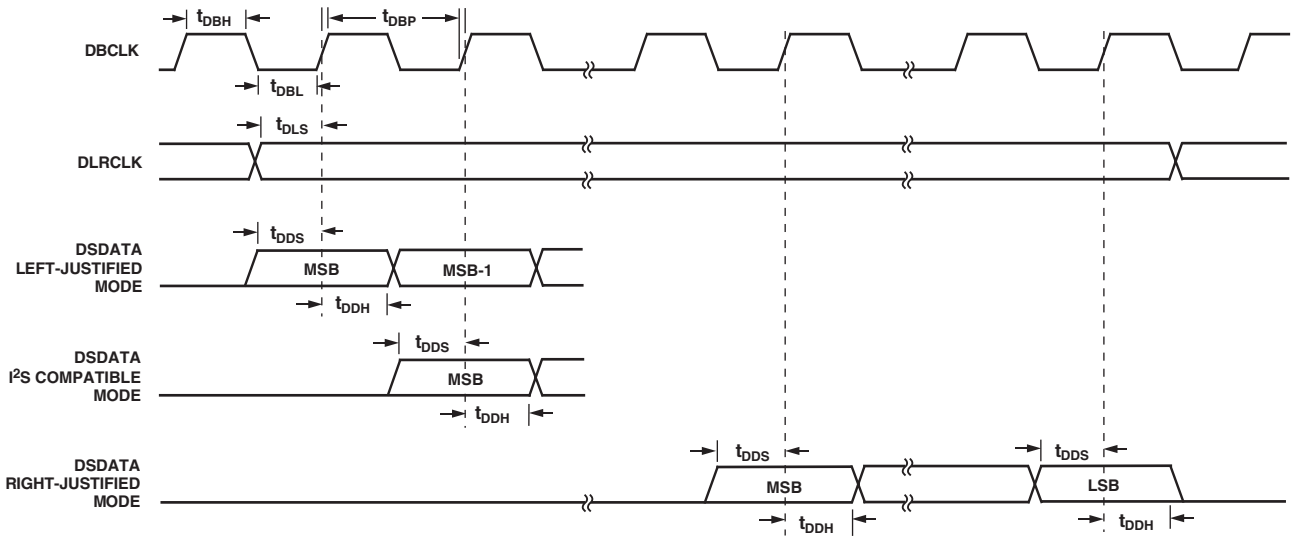 tDBH
tDBP
DBCLK
tDBL
tDLS
DLRCLK
tDDS
DSDATA
LEFT-JUSTIFIED
MODE
MSB
MSB-1
tDDH
DSDATA
I²S COMPATIBLE
MODE
tDDS
MSB
tDDH
DSDATA
RIGHT-JUSTIFIED
MODE
tDDS
tDDS
MSB
LSB
tDDH
tDDH